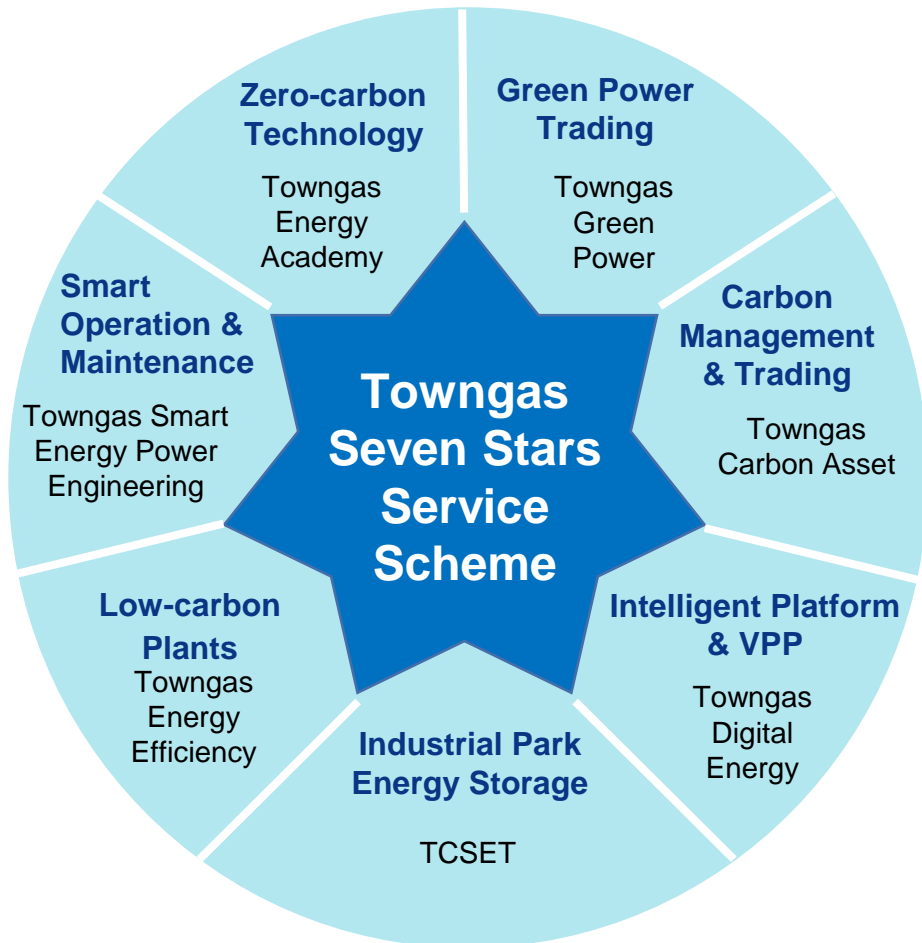 Zero-carbon
Technology
Towngas
Energy
Academy
Green Power
Trading
Towngas
Green
Power
Smart
Operation &
Maintenance
Towngas Smart
Energy Power
Engineering
Carbon
Management
& Trading
Towngas
Carbon Asset
Towngas
Seven Stars
Service
Scheme
Low-carbon
Plants
Towngas
Energy
Efficiency
Intelligent Platform
& VPP
Towngas
Digital
Energy
Industrial Park
Energy Storage
TCSET